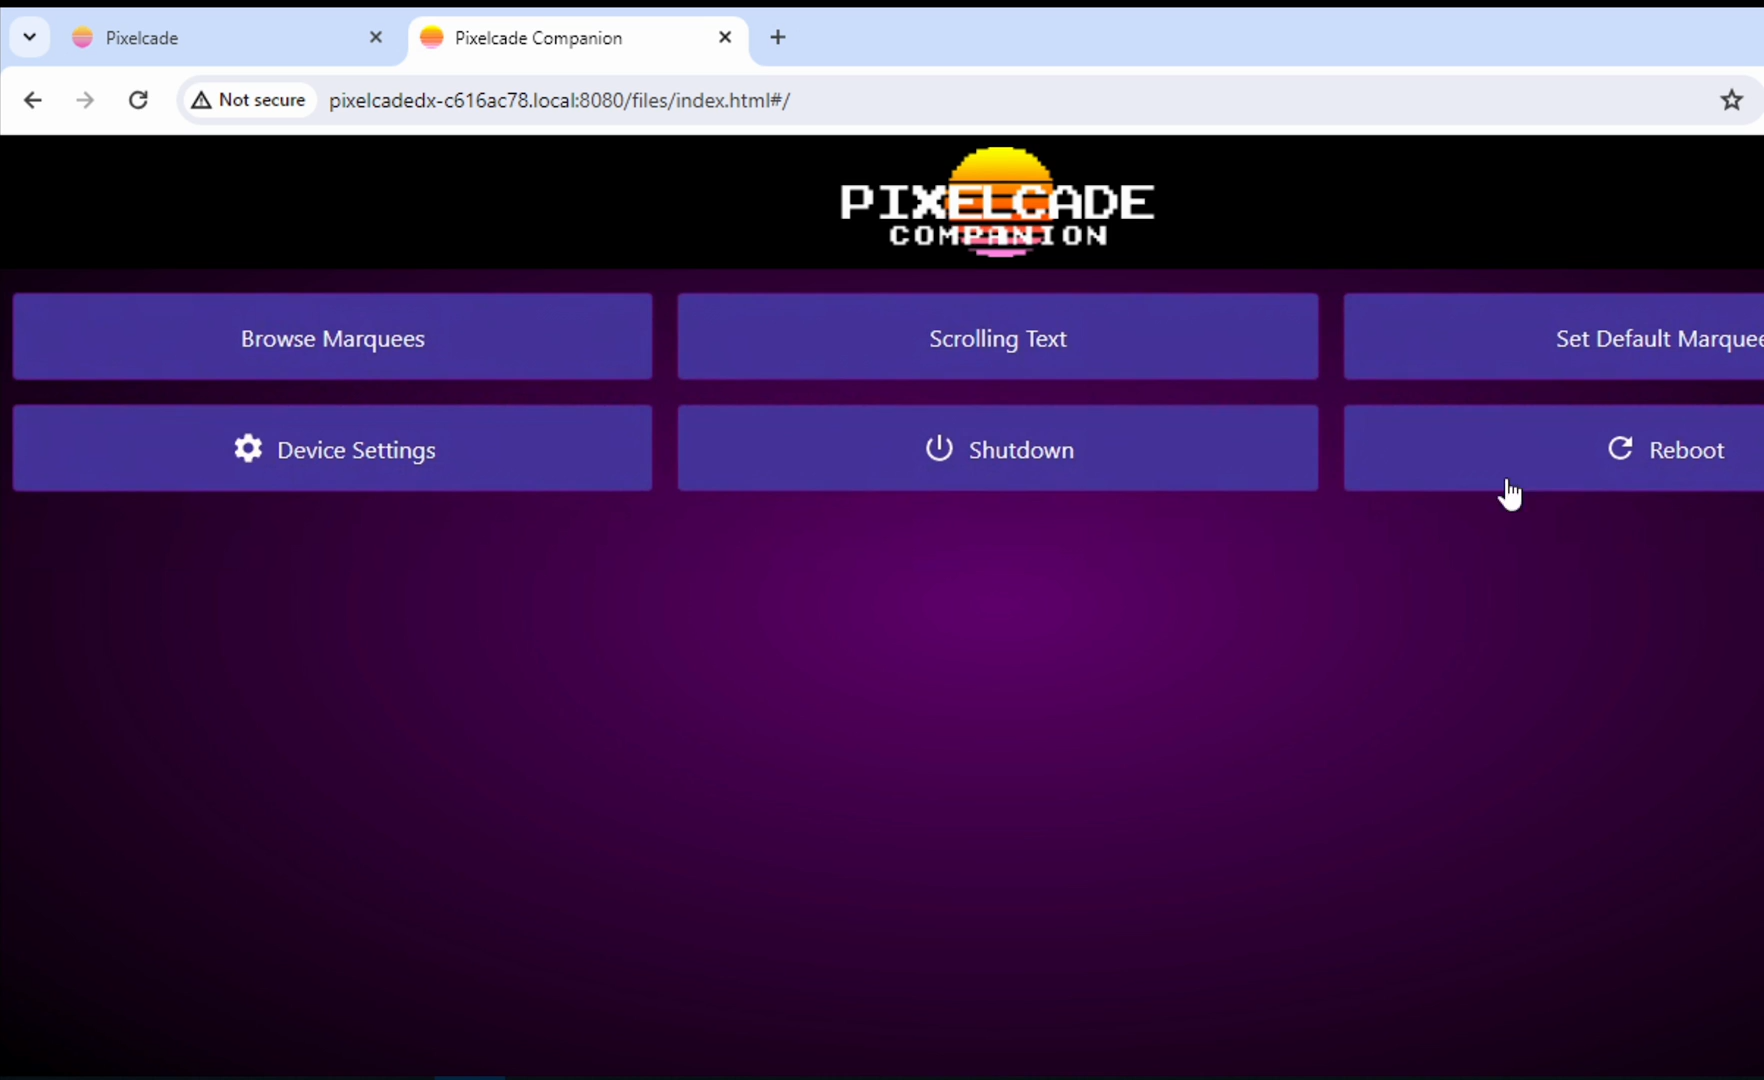 Pixelcade
Pixelcade Companion
Not secure
pixelcadedx-c616ac78.local:8080/files/index.html#/
PIXELCADE
COMPANION
Browse Marquees
Scrolling Text
Set Default Marquee
Device Settings
Shutdown
Reboot